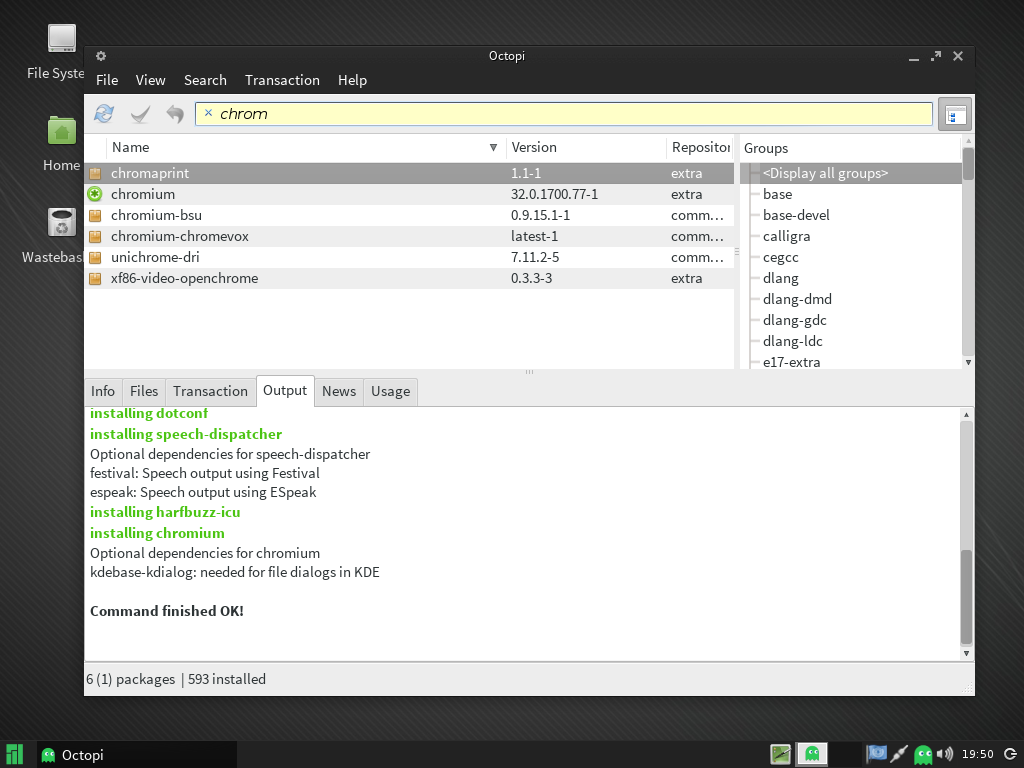 File Syste
Home
Wastebas
Octopi
File View Search Transaction Help
chrom
Name Version Repositor
chromaprint 1.1-1 extra
chromium 32.0.1700.77-1 extra
chromium-bsu 0.9.15.1-1 comm...
chromium-chromevox latest-1 comm...
unichrome-dri 7.11.2-5 comm...
xf86-video-openchrome 0.3.3-3 extra
Groups
<Display all groups>
base
base-devel
calligra
cegcc
dlang
dlang-dmd
dlang-gdc
dlang-ldc
e17-extra
Info Files Transaction Output News Usage
installing dotconf
installing speech-dispatcher
Optional dependencies for speech-dispatcher
festival: Speech output using Festival
espeak: Speech output using ESpeak
installing harfbuzz-icu
installing chromium
Optional dependencies for chromium
kdebase-kdialog: needed for file dialogs in KDE
Command finished OK!
6 (1) packages | 593 installed
Octopi
19:50